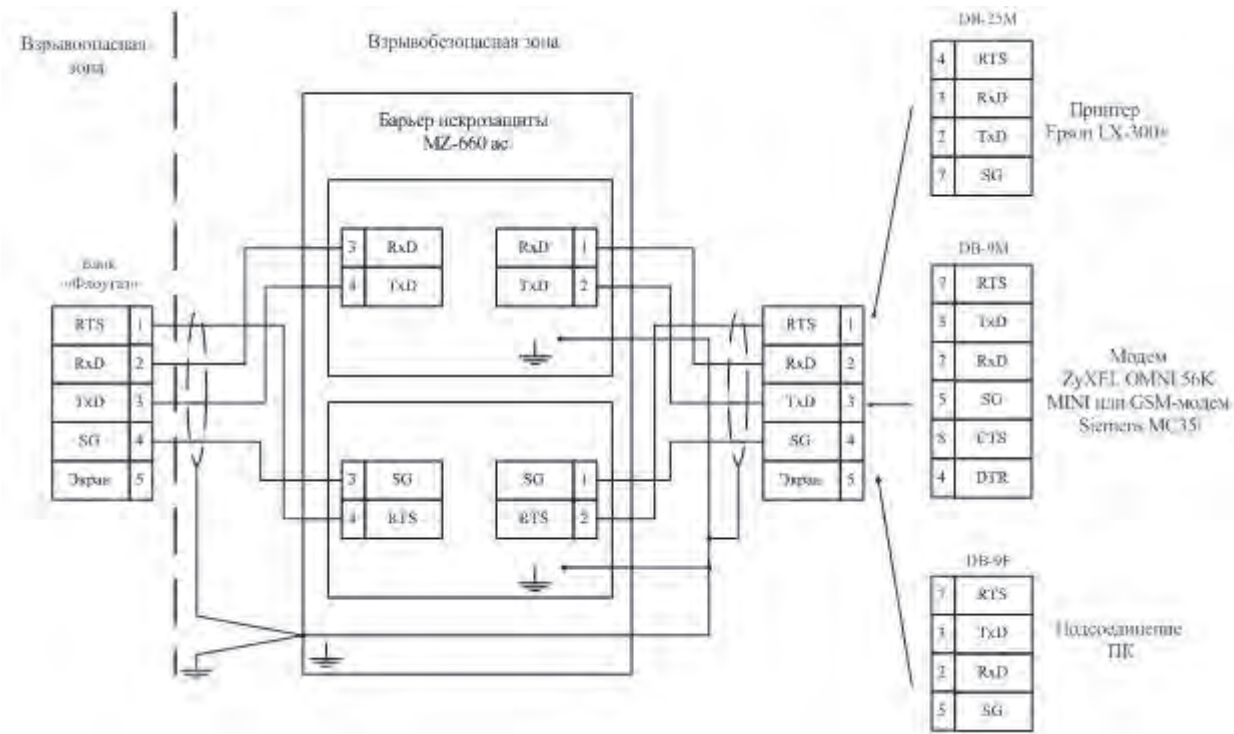 Взрывоопасная
зона
Взрывобезопасная зона
Барьер искрозащиты
MZ-660 ас
3 RxD
4 TxD
RxD 1
TxD 2
3 SG
4 RTS
SG 1
RTS 2
Блок
«Флоугаз»
RTS 1
RxD 2
TxD 3
SG 4
Экран 5
RTS 1
RxD 2
TxD 3
SG 4
Экран 5
DB-25M
4 RTS
3 RxD
2 TxD
7 SG
Принтер
Epson LX-300+
DB-9M
7 RTS
3 TxD
2 RxD
5 SG
8 CTS
4 DTR
Модем
ZyXEL OMNI 56K
MINI или GSM-модем
Siemens MC35i
DB-9F
7 RTS
3 TxD
2 RxD
5 SG
Подсоединение
ПК